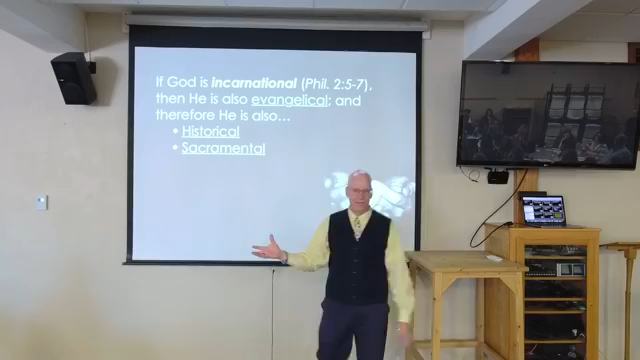 If God is incarnational (Phil. 2:5-7),
then He is also evangelical; and
therefore He is also…
• Historical
• Sacramental